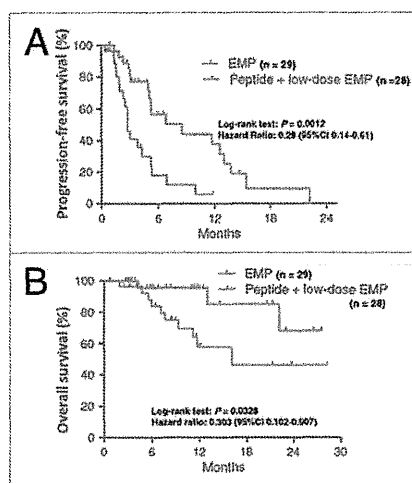 A
Progression-free survival (%)
100
80
60
40
20
0
6
12
18
24
Months
EMP (n = 29)
Peptide + low-dose EMP (n =28)
Log-rank test: P = 0.0012
Hazard Ratio: 0.28 (95%CI 0.14-0.61)
B
Overall survival (%)
100
80
60
40
20
0
0
6
12
18
24
30
Months
EMP (n = 29)
Peptide + low-dose EMP
(n = 28)
Log-rank test: P = 0.0328
Hazard ratio: 0.303 (95%CI 0.102-0.907)